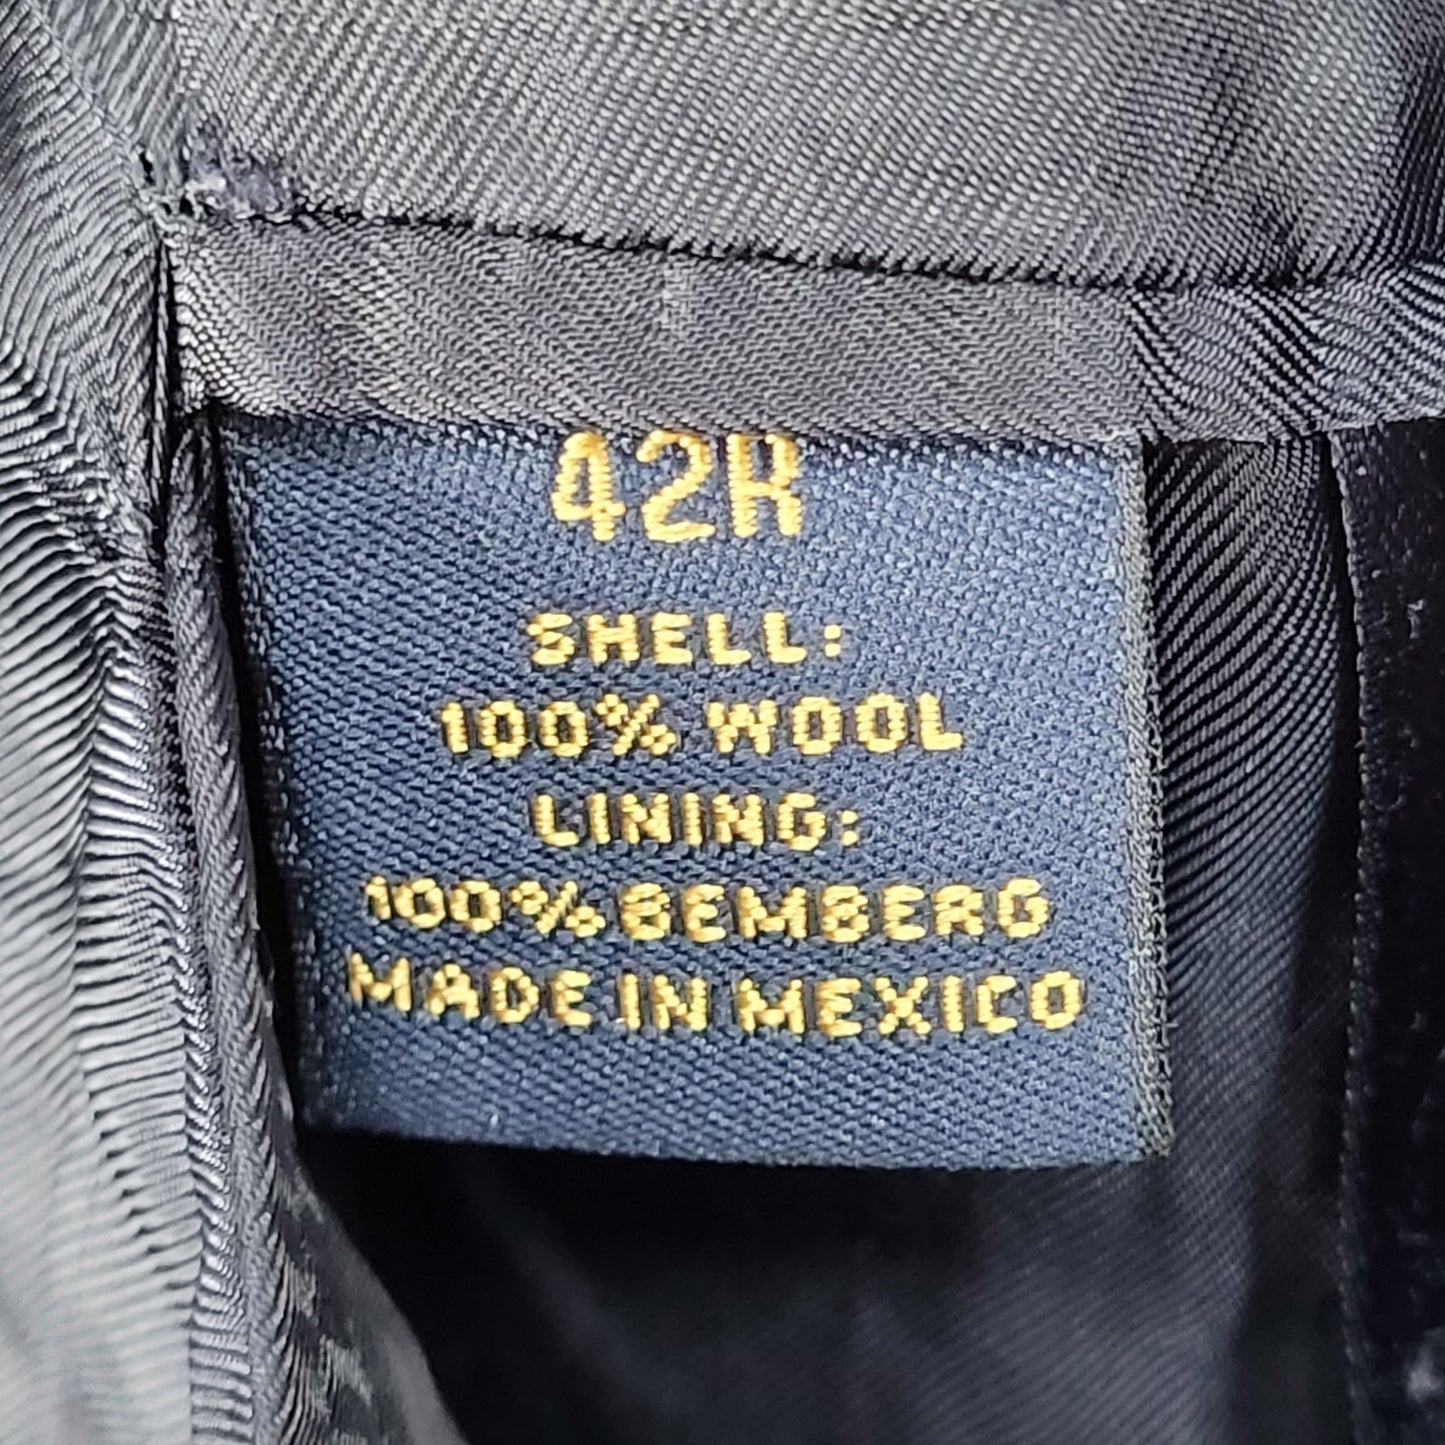 42R
SHELL:
100% WOOL
LINING:
100% BEMBERG
MADE IN MEXICO